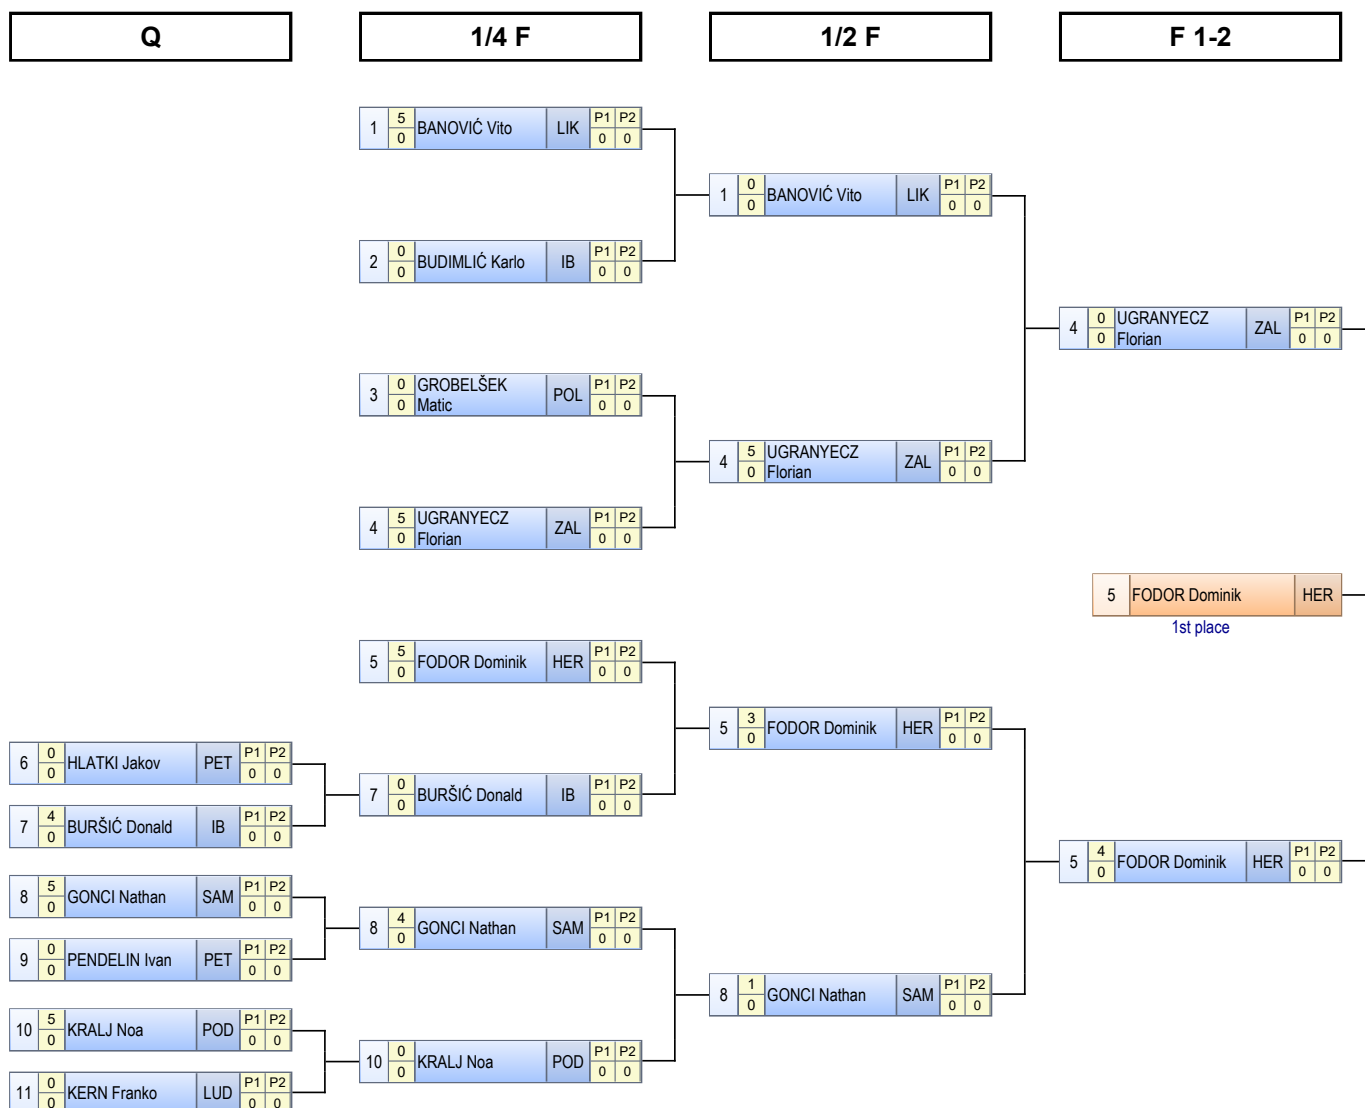 Q
1/4 F
1/2 F
F 1-2
1 5 0 BANOVIĆ Vito LIK P1 P2 0 0
1 0 0 BANOVIĆ Vito LIK P1 P2 0 0
2 0 0 BUDIMLIĆ Karlo IB P1 P2 0 0
4 0 0 UGRANYECZ Florian ZAL P1 P2 0 0
3 0 0 GROBELŠEK Matic POL P1 P2 0 0
4 5 0 UGRANYECZ Florian ZAL P1 P2 0 0
4 5 0 UGRANYECZ Florian ZAL P1 P2 0 0
5 FODOR Dominik HER
1st place
5 5 0 FODOR Dominik HER P1 P2 0 0
5 3 0 FODOR Dominik HER P1 P2 0 0
6 0 0 HLATKI Jakov PET P1 P2 0 0
7 0 0 BURŠIĆ Donald IB P1 P2 0 0
7 4 0 BURŠIĆ Donald IB P1 P2 0 0
5 4 0 FODOR Dominik HER P1 P2 0 0
8 5 0 GONCI Nathan SAM P1 P2 0 0
8 4 0 GONCI Nathan SAM P1 P2 0 0
9 0 0 PENDELIN Ivan PET P1 P2 0 0
8 1 0 GONCI Nathan SAM P1 P2 0 0
10 5 0 KRALJ Noa POD P1 P2 0 0
10 0 0 KRALJ Noa POD P1 P2 0 0
11 0 0 KERN Franko LUD P1 P2 0 0